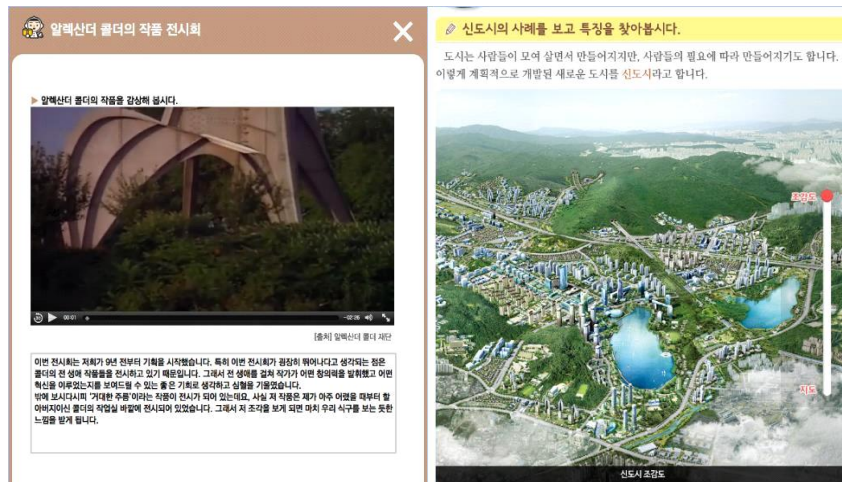 알렉산더 콜더의 작품 전시회
▶ 알렉산더 콜더의 작품을 감상해 봅시다.
00:01
-02:26
[출처] 알렉산더 콜더 재단
이번 전시회는 저희가 9년 전부터 기획을 시작했습니다. 특히 이번 전시회가 굉장히 뛰어나다고 생각되는 점은
콜더의 전 생애 작품들을 전시하고 있기 때문입니다. 그래서 전 생애를 걸쳐 작가가 어떤 창의력을 발휘했고 어떤
혁신을 이루었는지를 보여드릴 수 있는 좋은 기회로 생각하고 심혈을 기울였습니다.
밖에 보시다시피 '거대한 주름'이라는 작품이 전시가 되어 있는데요, 사실 저 작품은 제가 아주 어렸을 때부터 할
아버지이신 콜더의 작업실 바깥에 전시되어 있었습니다. 그래서 저 조각을 보게 되면 마치 우리 식구를 보는 듯한
느낌을 받게 됩니다.
신도시의 사례를 보고 특징을 찾아봅시다.
도시는 사람들이 모여 살면서 만들어지지만, 사람들의 필요에 따라 만들어지기도 합니다.
이렇게 계획적으로 개발된 새로운 도시를 신도시라고 합니다.
조감도
지도
신도시 조감도